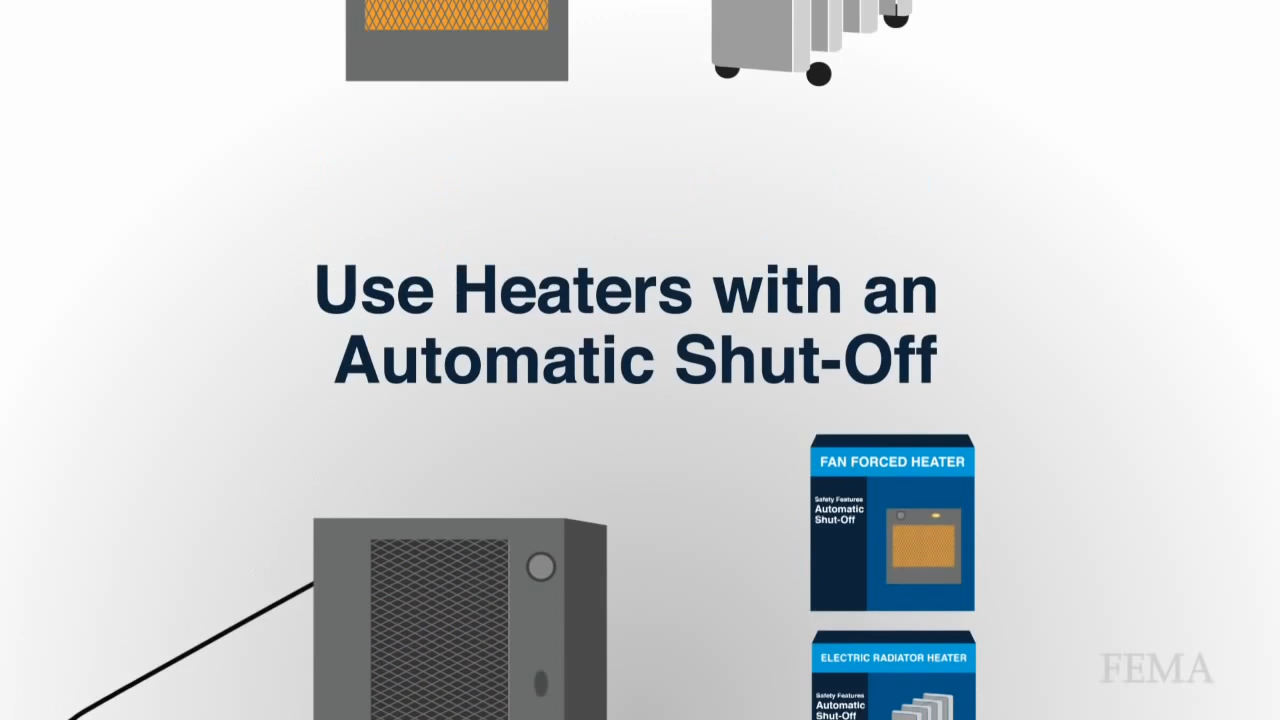 Use Heaters with an
Automatic Shut-Off
FAN FORCED HEATER
Safety Features
Automatic
Shut-Off
ELECTRIC RADIATOR HEATER
Safety Features
Automatic
Shut-Off
FEMA